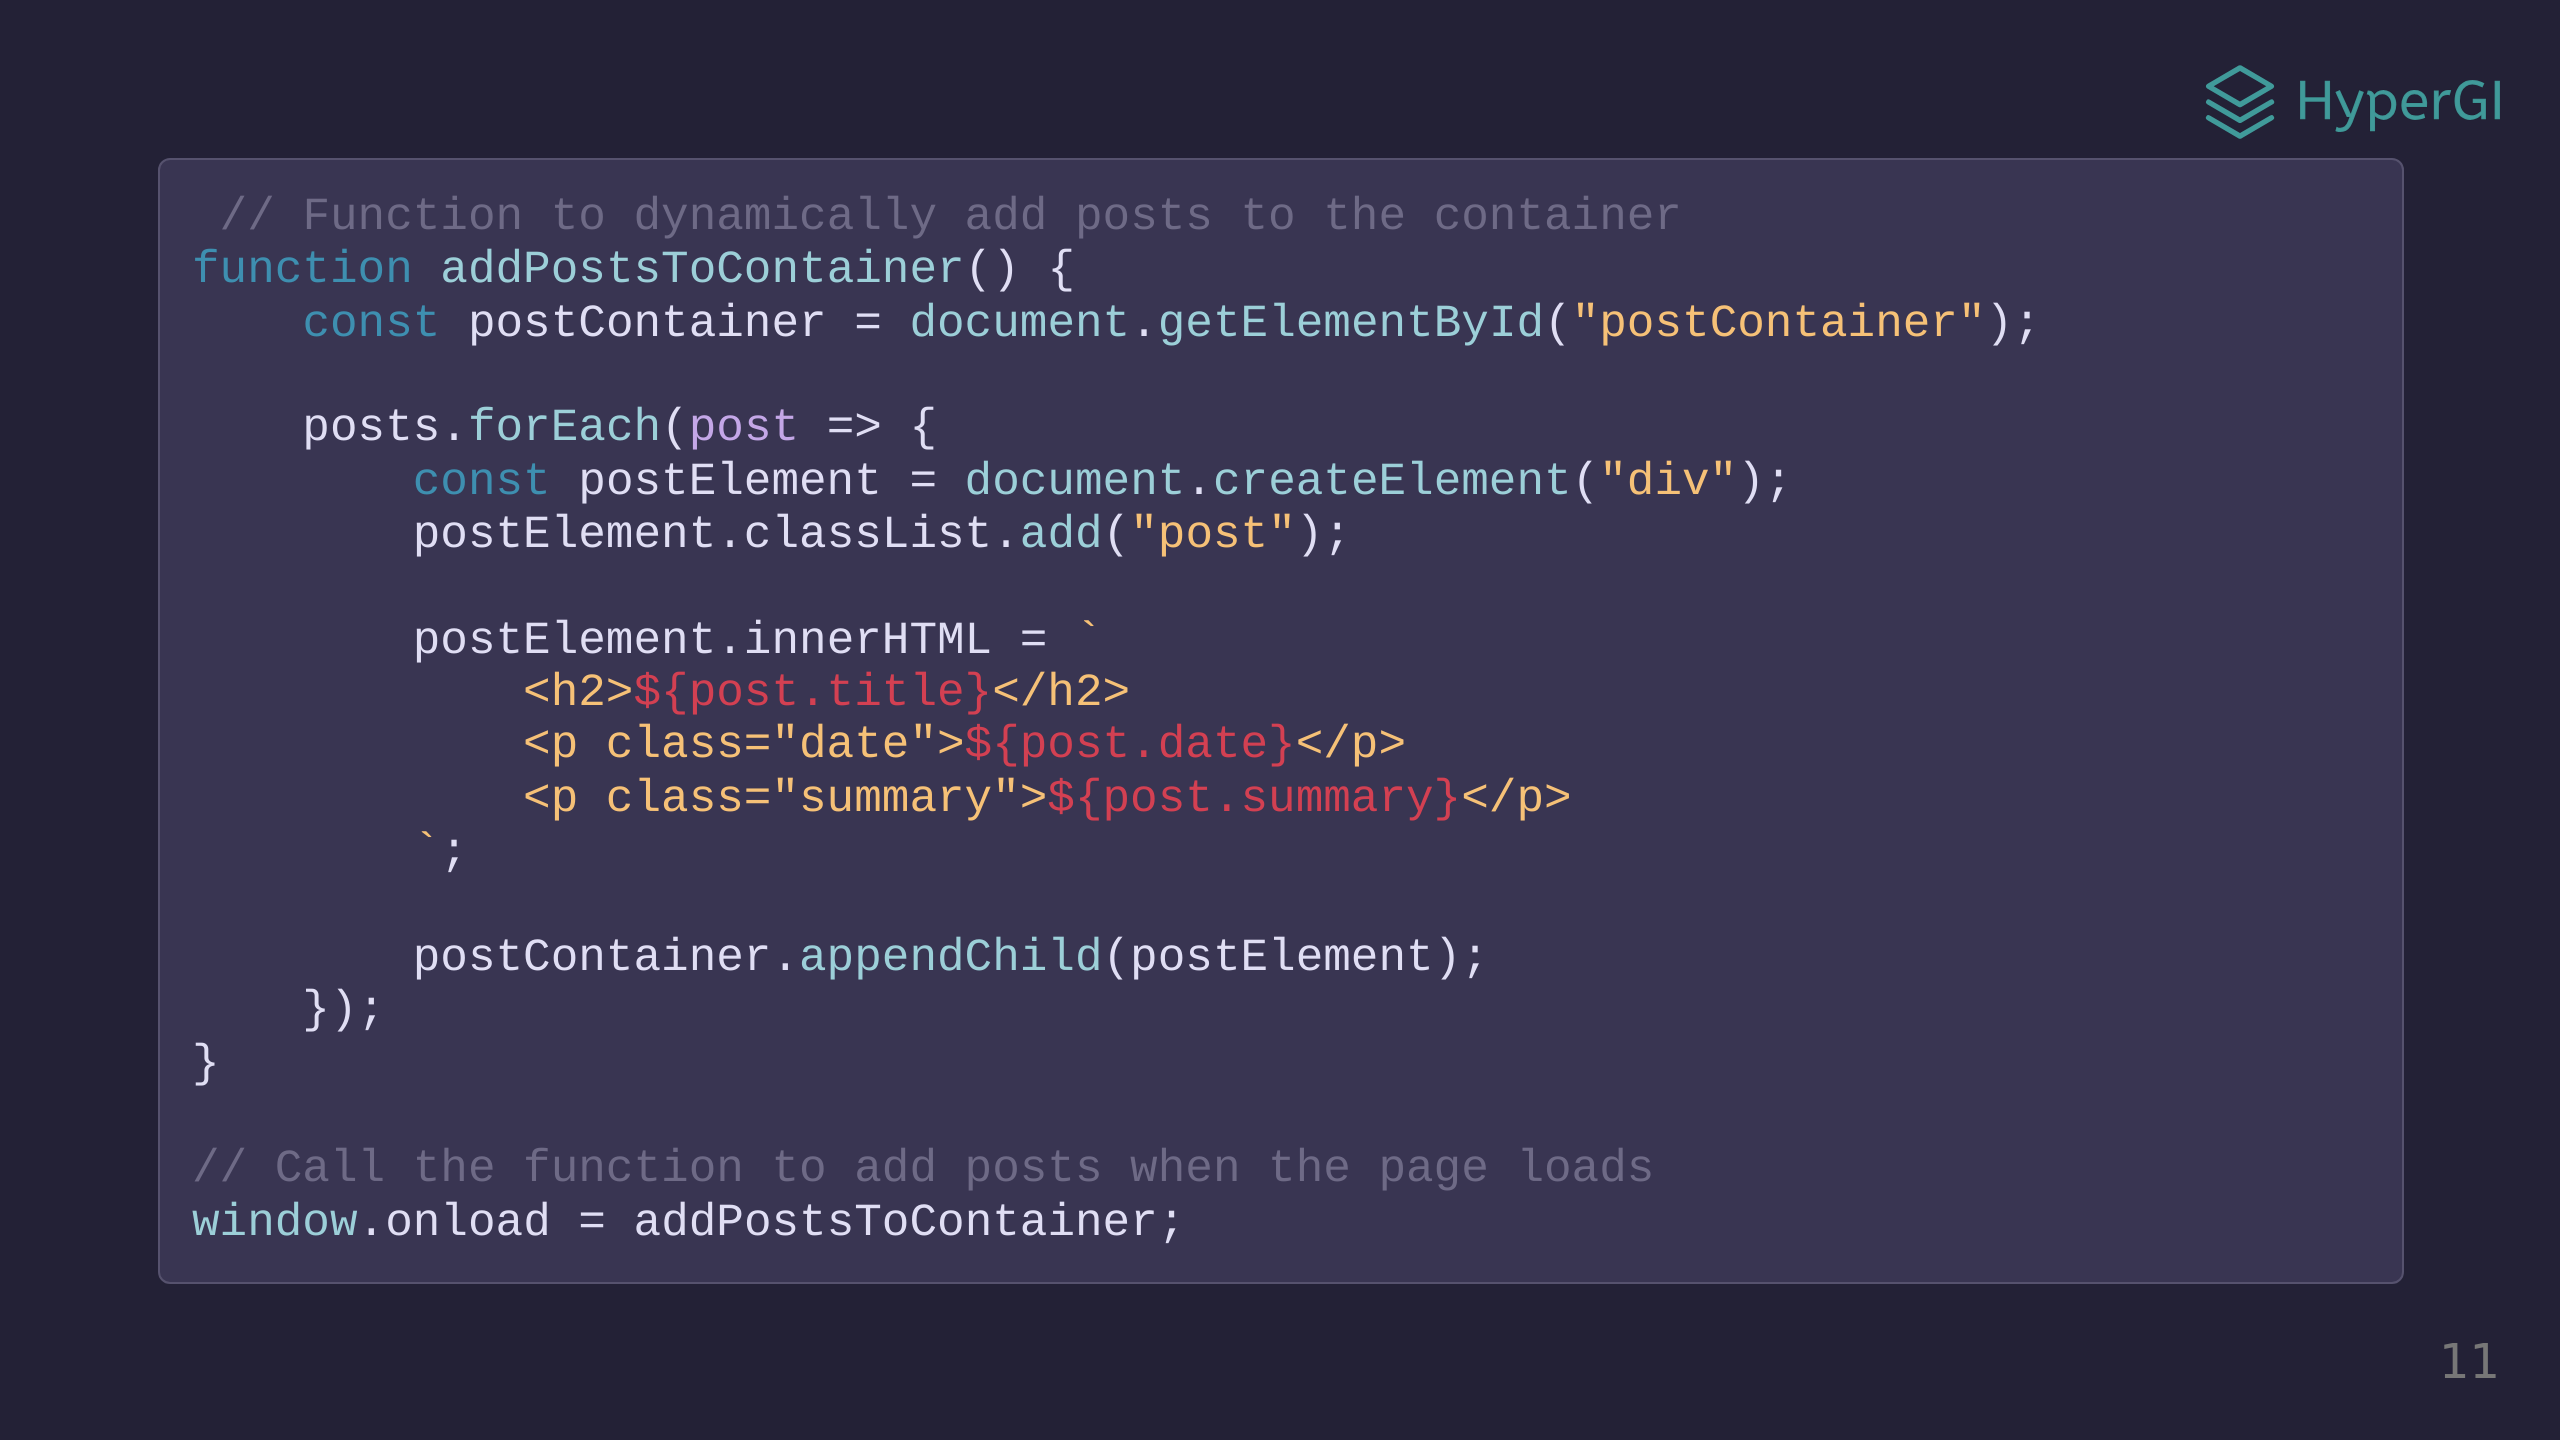 HyperGI
// Function to dynamically add posts to the container
function addPostsToContainer() {
    const postContainer = document.getElementById("postContainer");
    posts.forEach(post => {
        const postElement = document.createElement("div");
        postElement.classList.add("post");
        postElement.innerHTML = `
            <h2>${post.title}</h2>
            <p class="date">${post.date}</p>
            <p class="summary">${post.summary}</p>
        `;
        postContainer.appendChild(postElement);
    });
}
// Call the function to add posts when the page loads
window.onload = addPostsToContainer;
11